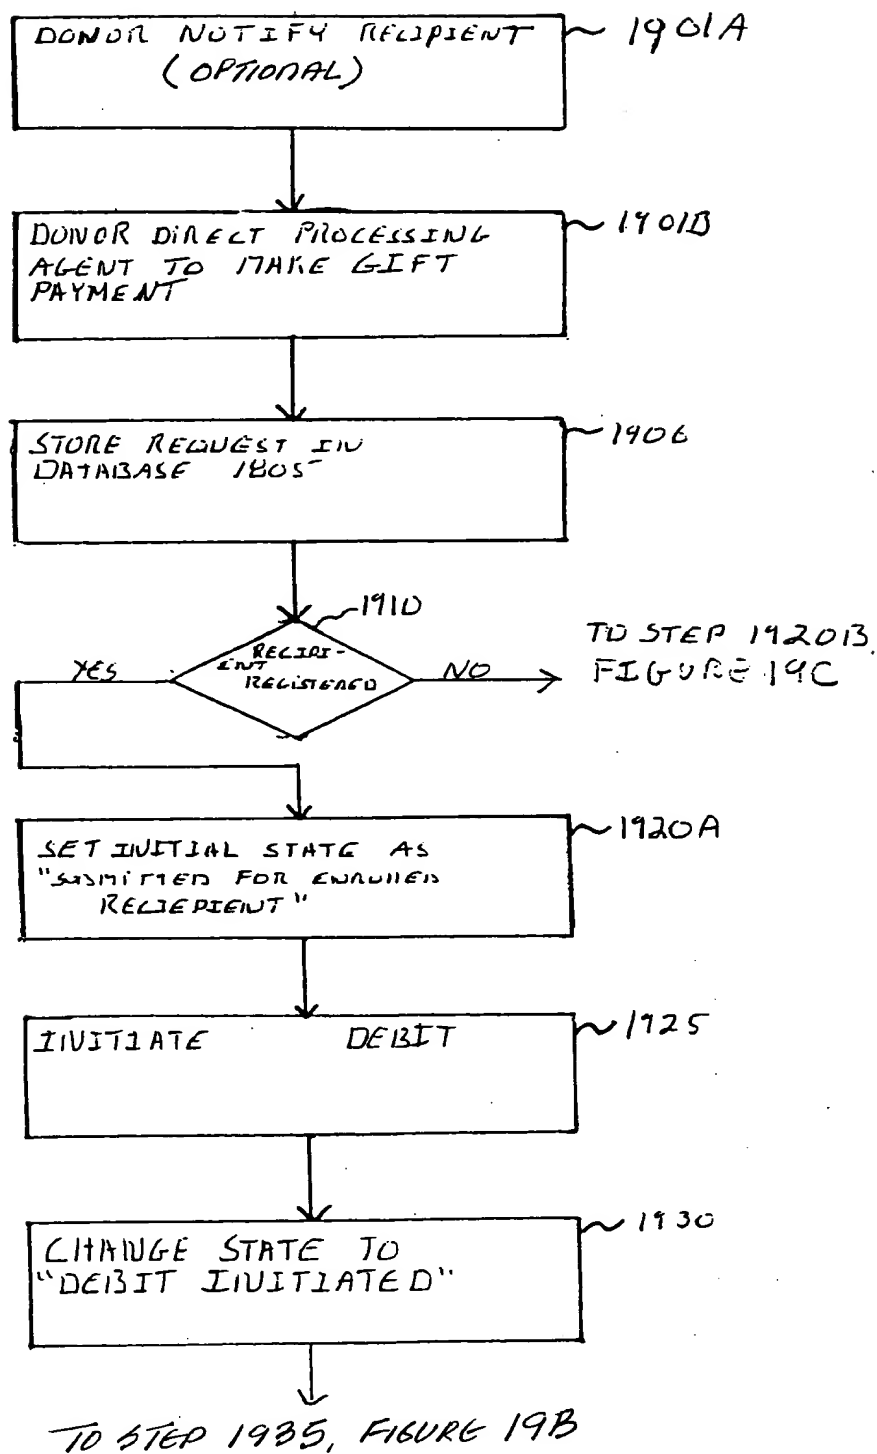 DONOR NOTIFY RECIPIENT
(OPTIONAL)
1901A
DONOR DIRECT PROCESSING
AGENT TO MAKE GIFT
PAYMENT
1901B
STORE REQUEST IN
DATABASE 1805
1906
1910
RECIPI-
ENT
REGISTERED
YES
NO
TO STEP 1920B,
FIGURE 19C
SET INITIAL STATE AS
"SUBMITTED FOR ENROLLED
RECIEPIENT"
1920A
INITIATE DEBIT
1925
CHANGE STATE TO
"DEBIT INITIATED"
1930
TO STEP 1935, FIGURE 19B